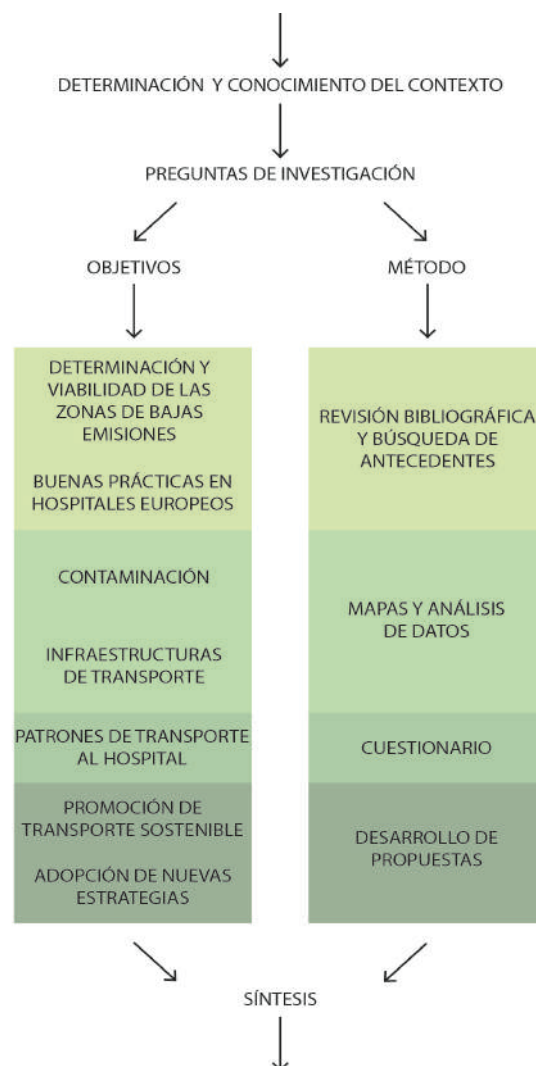 DETERMINACIÓN Y CONOCIMIENTO DEL CONTEXTO
PREGUNTAS DE INVESTIGACIÓN
OBJETIVOS
DETERMINACIÓN Y
VIABILIDAD DE LAS
ZONAS DE BAJAS
EMISIONES
BUENAS PRÁCTICAS EN
HOSPITALES EUROPEOS
CONTAMINACIÓN
INFRAESTRUCTURAS
DE TRANSPORTE
PATRONES DE TRANSPORTE
AL HOSPITAL
PROMOCIÓN DE
TRANSPORTE SOSTENIBLE
ADOPCIÓN DE NUEVAS
ESTRATEGIAS
MÉTODO
REVISIÓN BIBLIOGRÁFICA
Y BÚSQUEDA DE
ANTECEDENTES
MAPAS Y ANÁLISIS
DE DATOS
CUESTIONARIO
DESARROLLO DE
PROPUESTAS
SÍNTESIS